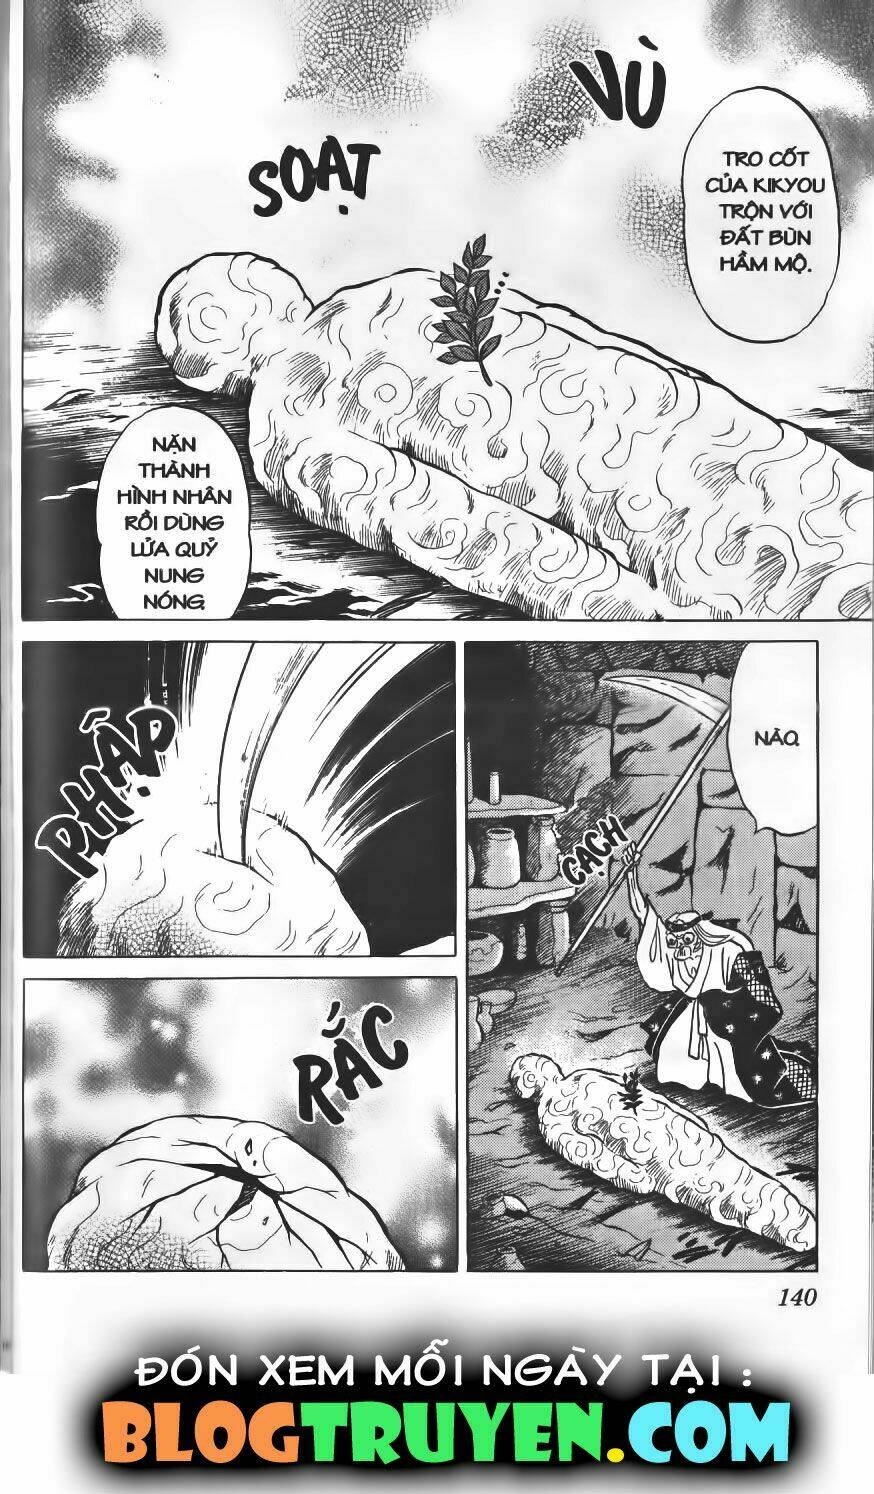 VÙ
SOẠT
TRO CỐT
CỦA KIKYOU
TRỘN VỚI
ĐẤT BÙN
HẦM MỘ.
...
NẶN
THÀNH
HÌNH NHÂN
RỒI DÙNG
LỬA QUỶ
NUNG
NÓNG.
PHẬP
NÀO.
CẠCH
RẮC
140
ĐÓN XEM MỖI NGÀY TẠI :
BLOGTRUYEN.COM